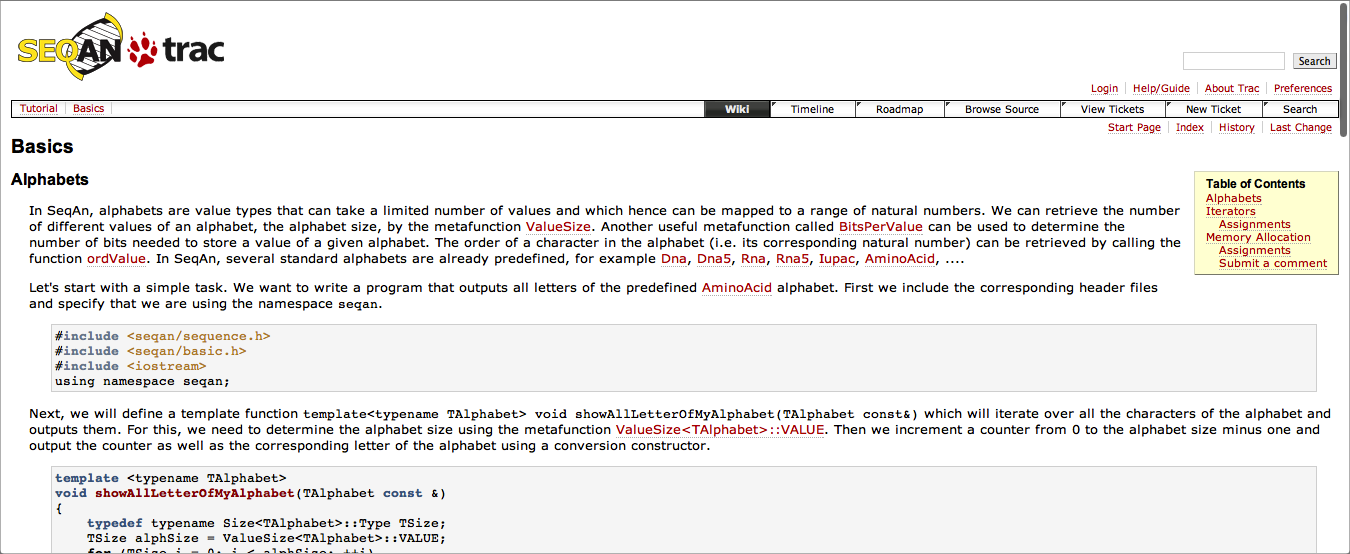 SEQAN trac
Search
Login Help/Guide About Trac Preferences
Tutorial Basics Wiki Timeline Roadmap Browse Source View Tickets New Ticket Search
Start Page Index History Last Change
Basics
Alphabets
Table of Contents
Alphabets
Iterators
Assignments
Memory Allocation
Assignments
Submit a comment
In SeqAn, alphabets are value types that can take a limited number of values and which hence can be mapped to a range of natural numbers. We can retrieve the number
of different values of an alphabet, the alphabet size, by the metafunction ValueSize. Another useful metafunction called BitsPerValue can be used to determine the
number of bits needed to store a value of a given alphabet. The order of a character in the alphabet (i.e. its corresponding natural number) can be retrieved by calling the
function ordValue. In SeqAn, several standard alphabets are already predefined, for example Dna, Dna5, Rna, Rna5, Iupac, AminoAcid, ....
Let's start with a simple task. We want to write a program that outputs all letters of the predefined AminoAcid alphabet. First we include the corresponding header files
and specify that we are using the namespace seqan.
#include <seqan/sequence.h>
#include <seqan/basic.h>
#include <iostream>
using namespace seqan;
Next, we will define a template function template<typename TAlphabet> void showAllLetterOfMyAlphabet(TAlphabet const&) which will iterate over all the characters of the alphabet and
outputs them. For this, we need to determine the alphabet size using the metafunction ValueSize<TAlphabet>::VALUE. Then we increment a counter from 0 to the alphabet size minus one and
output the counter as well as the corresponding letter of the alphabet using a conversion constructor.
template <typename TAlphabet>
void showAllLetterOfMyAlphabet(TAlphabet const &)
{
typedef typename Size<TAlphabet>::Type TSize;
TSize alphSize = ValueSize<TAlphabet>::VALUE;
for (TSize i = 0; i < alphSize; ++i)